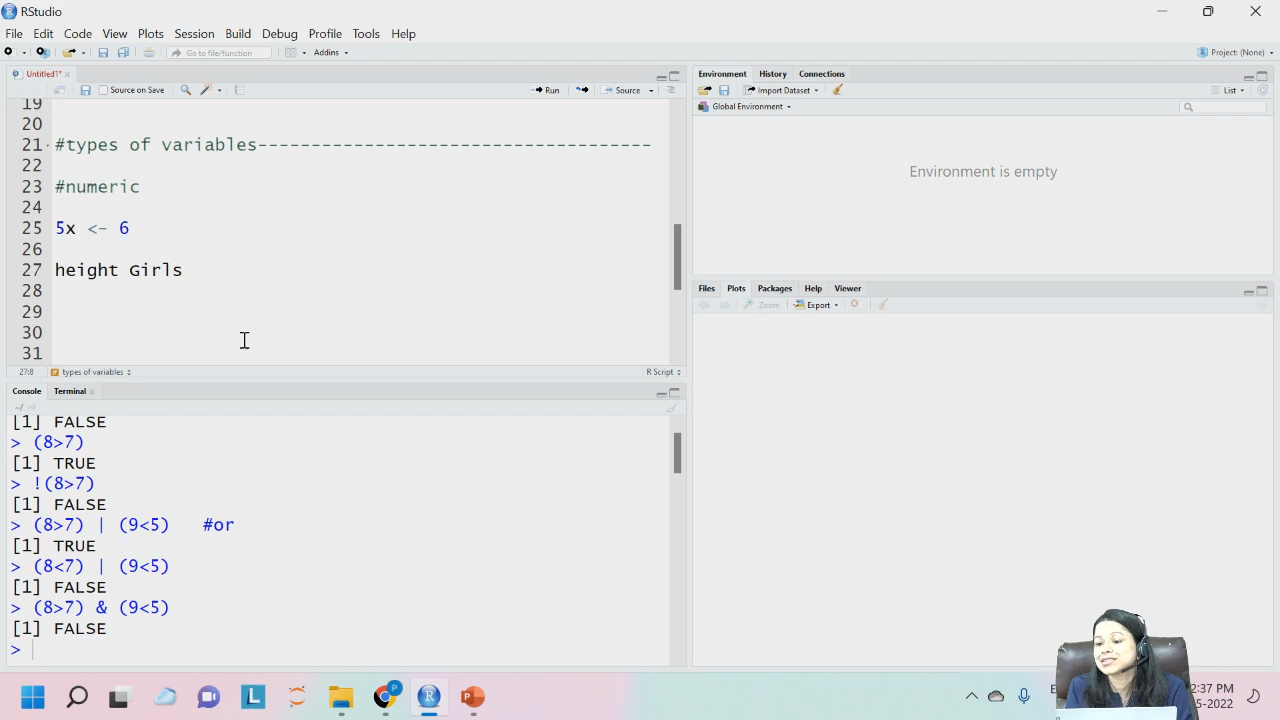 RStudio
File Edit Code View Plots Session Build Debug Profile Tools Help
Go to file/function Addins Project: (None)
Untitled1*
Source on Save Run Source
19
20
21 #types of variables-------------------------------------
22
23 #numeric
24
25 5x <- 6
26
27 height Girls
28
29
30
31
27:8 types of variables R Script
Console Terminal
~/
[1] FALSE
> (8>7)
[1] TRUE
> !(8>7)
[1] FALSE
> (8>7) | (9<5) #or
[1] TRUE
> (8<7) | (9<5)
[1] FALSE
> (8>7) & (9<5)
[1] FALSE
>
Environment History Connections
Import Dataset List
Global Environment
Environment is empty
Files Plots Packages Help Viewer
Zoom Export
L P R P
2:37 PM
5-2022